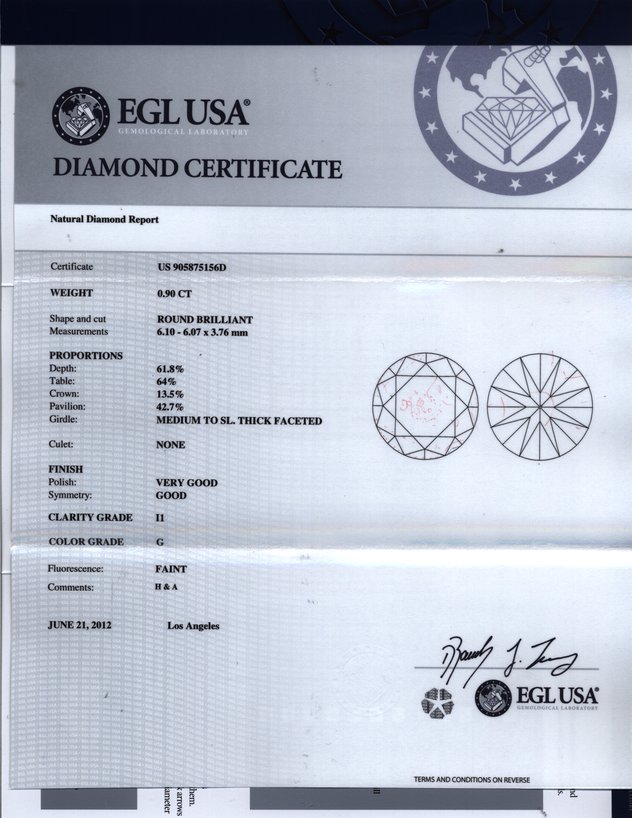 EGL USA®
GEMOLOGICAL LABORATORY
DIAMOND CERTIFICATE
Natural Diamond Report
Certificate US 905875156D
WEIGHT 0.90 CT
Shape and cut ROUND BRILLIANT
Measurements 6.10 - 6.07 x 3.76 mm
PROPORTIONS
Depth: 61.8%
Table: 64%
Crown: 13.5%
Pavilion: 42.7%
Girdle: MEDIUM TO SL. THICK FACETED
Culet: NONE
FINISH
Polish: VERY GOOD
Symmetry: GOOD
CLARITY GRADE I1
COLOR GRADE G
Fluorescence: FAINT
Comments: H & A
JUNE 21, 2012 Los Angeles
EGL USA®
GEMOLOGICAL LABORATORY
TERMS AND CONDITIONS ON REVERSE
hem.
arrows